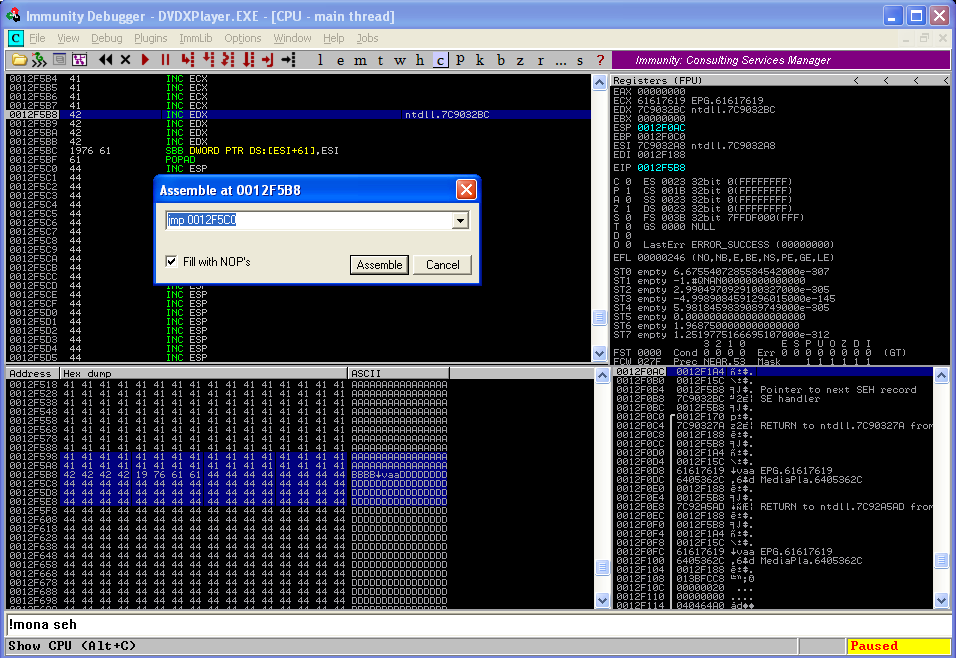 Immunity Debugger - DVDXPlayer.EXE - [CPU - main thread]
File View Debug Plugins ImmLib Options Window Help Jobs
l e m t w h c P k b z r ... s ?
Immunity: Consulting Services Manager
0012F5B4 41 INC ECX
0012F5B5 41 INC ECX
0012F5B6 41 INC ECX
0012F5B7 41 INC ECX
0012F5B8 42 INC EDX ntdll.7C9032BC
0012F5B9 42 INC EDX
0012F5BA 42 INC EDX
0012F5BB 42 INC EDX
0012F5BC 1976 61 SBB DWORD PTR DS:[ESI+61],ESI
0012F5BF 61 POPAD
0012F5C0 44 INC ESP
0012F5C1 44
0012F5C2 44
0012F5C3 44
0012F5C4 44
0012F5C5 44
0012F5C6 44
0012F5C7 44
0012F5C8 44
0012F5C9 44
0012F5CA 44
0012F5CB 44
0012F5CC 44
0012F5CD 44 INC ESP
0012F5CE 44 INC ESP
0012F5CF 44 INC ESP
0012F5D0 44 INC ESP
0012F5D1 44 INC ESP
0012F5D2 44 INC ESP
0012F5D3 44 INC ESP
0012F5D4 44 INC ESP
0012F5D5 44 INC ESP
Assemble at 0012F5B8
jmp 0012F5C0
Fill with NOP's
Assemble
Cancel
Registers (FPU) < < < <
EAX 00000000
ECX 61617619 EPG.61617619
EDX 7C9032BC ntdll.7C9032BC
EBX 00000000
ESP 0012F0AC
EBP 0012F0C0
ESI 7C9032A8 ntdll.7C9032A8
EDI 0012F188
EIP 0012F5B8
C 0 ES 0023 32bit 0(FFFFFFFF)
P 1 CS 001B 32bit 0(FFFFFFFF)
A 0 SS 0023 32bit 0(FFFFFFFF)
Z 1 DS 0023 32bit 0(FFFFFFFF)
S 0 FS 003B 32bit 7FFDF000(FFF)
T 0 GS 0000 NULL
D 0
O 0 LastErr ERROR_SUCCESS (00000000)
EFL 00000246 (NO,NB,E,BE,NS,PE,GE,LE)
ST0 empty 6.6755407285584542000e-307
ST1 empty -1.#QNAN0000000000000
ST2 empty 2.9904970929100327000e-305
ST3 empty -4.9989084591296015000e-145
ST4 empty 5.9818459839089749000e-305
ST5 empty 0.0000000000000000000
ST6 empty 1.9687500000000000000
ST7 empty 1.2519775166695107000e-312
3 2 1 0 E S P U O Z D I
FST 0000 Cond 0 0 0 0 Err 0 0 0 0 0 0 0 0 (GT)
FCW 027F Prec NEAR,53 Mask 1 1 1 1 1 1
Address Hex dump ASCII
0012F518 41 41 41 41 41 41 41 41 41 41 41 41 41 41 41 41 AAAAAAAAAAAAAAAA
0012F528 41 41 41 41 41 41 41 41 41 41 41 41 41 41 41 41 AAAAAAAAAAAAAAAA
0012F538 41 41 41 41 41 41 41 41 41 41 41 41 41 41 41 41 AAAAAAAAAAAAAAAA
0012F548 41 41 41 41 41 41 41 41 41 41 41 41 41 41 41 41 AAAAAAAAAAAAAAAA
0012F558 41 41 41 41 41 41 41 41 41 41 41 41 41 41 41 41 AAAAAAAAAAAAAAAA
0012F568 41 41 41 41 41 41 41 41 41 41 41 41 41 41 41 41 AAAAAAAAAAAAAAAA
0012F578 41 41 41 41 41 41 41 41 41 41 41 41 41 41 41 41 AAAAAAAAAAAAAAAA
0012F588 41 41 41 41 41 41 41 41 41 41 41 41 41 41 41 41 AAAAAAAAAAAAAAAA
0012F598 41 41 41 41 41 41 41 41 41 41 41 41 41 41 41 41 AAAAAAAAAAAAAAAA
0012F5A8 41 41 41 41 41 41 41 41 41 41 41 41 41 41 41 41 AAAAAAAAAAAAAAAA
0012F5B8 42 42 42 42 19 76 61 61 44 44 44 44 44 44 44 44 BBBB↓vaaDDDDDDDD
0012F5C8 44 44 44 44 44 44 44 44 44 44 44 44 44 44 44 44 DDDDDDDDDDDDDDDD
0012F5D8 44 44 44 44 44 44 44 44 44 44 44 44 44 44 44 44 DDDDDDDDDDDDDDDD
0012F5E8 44 44 44 44 44 44 44 44 44 44 44 44 44 44 44 44 DDDDDDDDDDDDDDDD
0012F5F8 44 44 44 44 44 44 44 44 44 44 44 44 44 44 44 44 DDDDDDDDDDDDDDDD
0012F608 44 44 44 44 44 44 44 44 44 44 44 44 44 44 44 44 DDDDDDDDDDDDDDDD
0012F618 44 44 44 44 44 44 44 44 44 44 44 44 44 44 44 44 DDDDDDDDDDDDDDDD
0012F628 44 44 44 44 44 44 44 44 44 44 44 44 44 44 44 44 DDDDDDDDDDDDDDDD
0012F638 44 44 44 44 44 44 44 44 44 44 44 44 44 44 44 44 DDDDDDDDDDDDDDDD
0012F648 44 44 44 44 44 44 44 44 44 44 44 44 44 44 44 44 DDDDDDDDDDDDDDDD
0012F658 44 44 44 44 44 44 44 44 44 44 44 44 44 44 44 44 DDDDDDDDDDDDDDDD
0012F668 44 44 44 44 44 44 44 44 44 44 44 44 44 44 44 44 DDDDDDDDDDDDDDDD
0012F678 44 44 44 44 44 44 44 44 44 44 44 44 44 44 44 44 DDDDDDDDDDDDDDDD
0012F688 44 44 44 44 44 44 44 44 44 44 44 44 44 44 44 44 DDDDDDDDDDDDDDDD
0012F698 44 44 44 44 44 44 44 44 44 44 44 44 44 44 44 44 DDDDDDDDDDDDDDDD
0012F0AC 0012F1A4
0012F0B0 0012F15C
0012F0B4 0012F5B8 Pointer to next SEH record
0012F0B8 7C9032BC SE handler
0012F0BC 0012F5B8
0012F0C0 0012F170
0012F0C4 7C90327A RETURN to ntdll.7C90327A from
0012F0C8 0012F188
0012F0CC 0012F5B8
0012F0D0 0012F1A4
0012F0D4 0012F15C
0012F0D8 61617619 ↓vaa EPG.61617619
0012F0DC 6405362C ,6♣d MediaPla.6405362C
0012F0E0 0012F188
0012F0E4 0012F5B8
0012F0E8 7C92A5AD RETURN to ntdll.7C92A5AD from
0012F0EC 0012F188
0012F0F0 0012F5B8
0012F0F4 0012F1A4
0012F0F8 0012F15C
0012F0FC 61617619 ↓vaa EPG.61617619
0012F100 6405362C ,6♣d MediaPla.6405362C
0012F104 0012F188
0012F108 013BFCC8
0012F10C 00000020 ...
0012F110 00000000 ....
0012F114 040464A0
!mona seh
Show CPU (Alt+C)
Paused